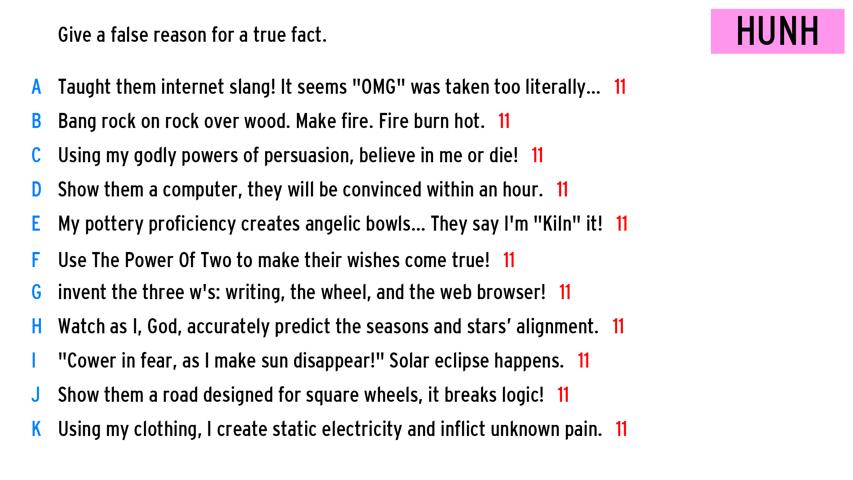 Give a false reason for a true fact.
HUNH
A Taught them internet slang! It seems "OMG" was taken too literally... 11
B Bang rock on rock over wood. Make fire. Fire burn hot. 11
C Using my godly powers of persuasion, believe in me or die! 11
D Show them a computer, they will be convinced within an hour. 11
E My pottery proficiency creates angelic bowls... They say I'm "Kiln" it! 11
F Use The Power Of Two to make their wishes come true! 11
G invent the three w's: writing, the wheel, and the web browser! 11
H Watch as I, God, accurately predict the seasons and stars’ alignment. 11
I "Cower in fear, as I make sun disappear!" Solar eclipse happens. 11
J Show them a road designed for square wheels, it breaks logic! 11
K Using my clothing, I create static electricity and inflict unknown pain. 11